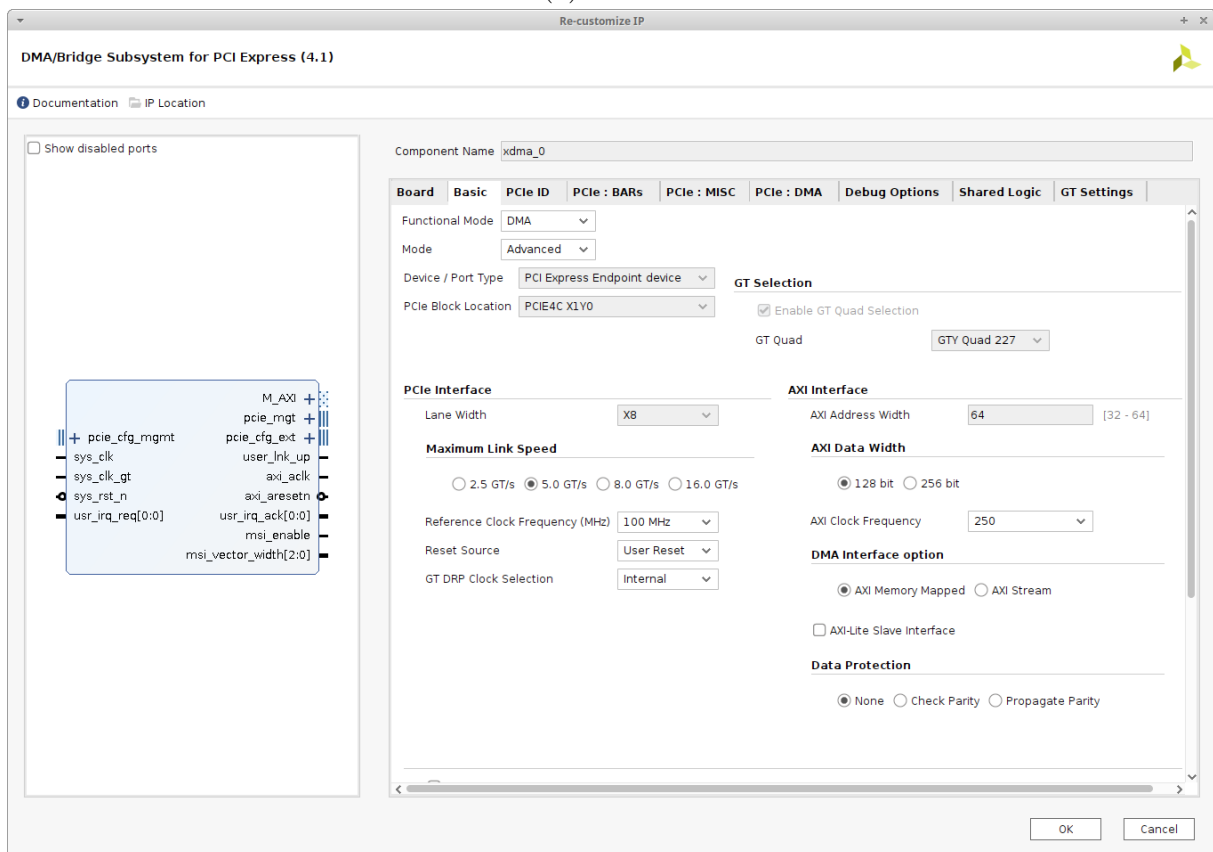 Re-customize IP
DMA/Bridge Subsystem for PCI Express (4.1)
Documentation IP Location
Show disabled ports
M_AXI
pcie_mgt
pcie_cfg_mgmt pcie_cfg_ext
sys_clk user_lnk_up
sys_clk_gt axi_aclk
sys_rst_n axi_aresetn
usr_irq_req[0:0] usr_irq_ack[0:0]
msi_enable
msi_vector_width[2:0]
Component Name xdma_0
Board Basic PCIe ID PCIe : BARs PCIe : MISC PCIe : DMA Debug Options Shared Logic GT Settings
Functional Mode DMA
Mode Advanced
Device / Port Type PCI Express Endpoint device
PCIe Block Location PCIE4C X1Y0
GT Selection
Enable GT Quad Selection
GT Quad GTY Quad 227
PCIe Interface
Lane Width X8
Maximum Link Speed
2.5 GT/s 5.0 GT/s 8.0 GT/s 16.0 GT/s
Reference Clock Frequency (MHz) 100 MHz
Reset Source User Reset
GT DRP Clock Selection Internal
AXI Interface
AXI Address Width 64 [32 - 64]
AXI Data Width
128 bit 256 bit
AXI Clock Frequency 250
DMA Interface option
AXI Memory Mapped AXI Stream
AXI-Lite Slave Interface
Data Protection
None Check Parity Propagate Parity
OK Cancel